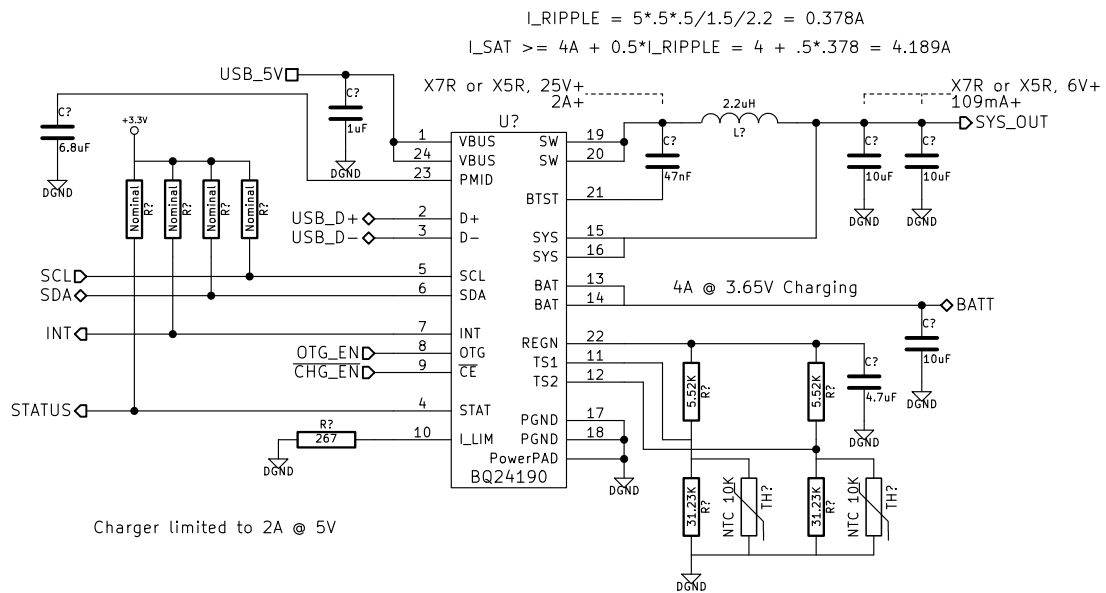 I_RIPPLE = 5*.5*.5/1.5/2.2 = 0.378A
I_SAT >= 4A + 0.5*I_RIPPLE = 4 + .5*.378 = 4.189A
USB_5V
X7R or X5R, 25V+
2A+
X7R or X5R, 6V+
109mA+
C?
6.8uF
DGND
+3.3V
C?
1uF
DGND
U?
1 VBUS
24 VBUS
23 PMID
2 D+
3 D-
5 SCL
6 SDA
7 INT
8 OTG
9 CE
4 STAT
10 I_LIM
SW 19
SW 20
BTST 21
SYS 15
SYS 16
BAT 13
BAT 14
REGN 22
TS1 11
TS2 12
PGND 17
PGND 18
PowerPAD
BQ24190
C?
47nF
2.2uH
L?
SYS_OUT
C?
10uF
DGND
C?
10uF
DGND
Nominal R?
Nominal R?
Nominal R?
Nominal R?
USB_D+
USB_D-
SCL
SDA
INT
OTG_EN
CHG_EN
STATUS
R?
267
DGND
4A @ 3.65V Charging
BATT
C?
10uF
DGND
5.52K R?
5.52K R?
C?
4.7uF
DGND
DGND
31.23K R?
NTC 10K TH?
31.23K R?
NTC 10K TH?
DGND
Charger limited to 2A @ 5V